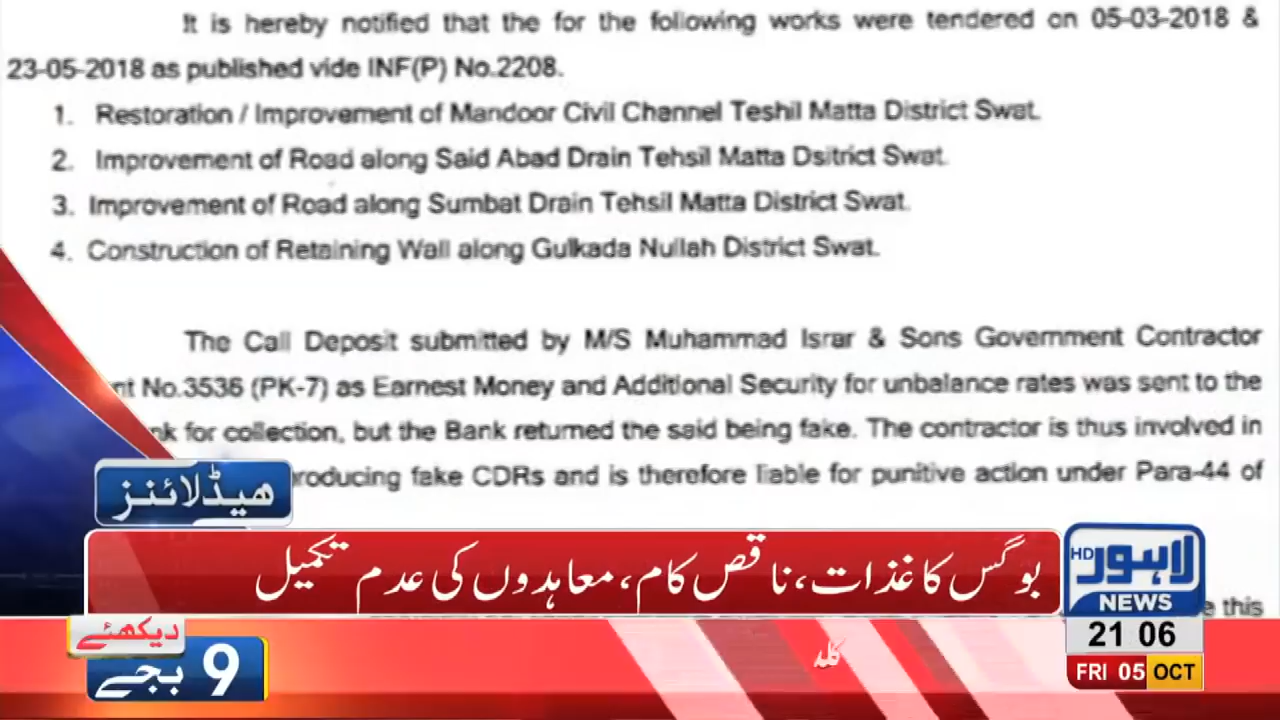 It is hereby notified that the for the following works were tendered on 05-03-2018 &
23-05-2018 as published vide INF(P) No.2208.
1. Restoration / Improvement of Mandoor Civil Channel Teshil Matta District Swat.
2. Improvement of Road along Said Abad Drain Tehsil Matta Dsitrict Swat.
3. Improvement of Road along Sumbat Drain Tehsil Matta District Swat.
4. Construction of Retaining Wall along Gulkada Nullah District Swat.
The Call Deposit submitted by M/S Muhammad Israr & Sons Government Contractor
No.3536 (PK-7) as Earnest Money and Additional Security for unbalance rates was sent to the
for collection, but the Bank returned the said being fake. The contractor is thus involved in
roducing fake CDRs and is therefore liable for punitive action under Para-44 of
ہیڈلائنز
بوگس کاغذات، ناقص کام، معاہدوں کی عدم تکمیل
HD لاہور
NEWS
this
21 06
FRI 05 OCT
دیکھئے
9 بجے